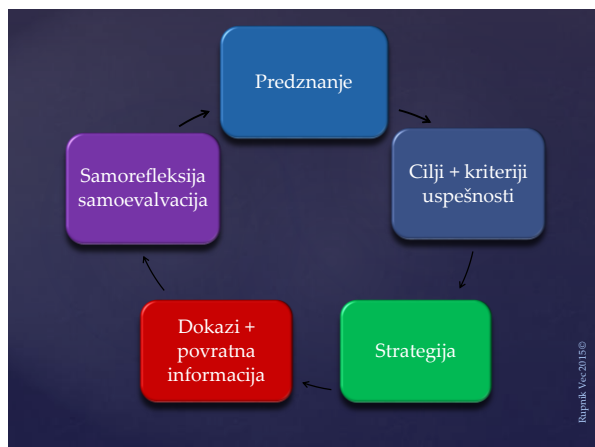 Predznanje
Cilji + kriteriji
uspešnosti
Strategija
Dokazi +
povratna
informacija
Samorefleksija
samoevalvacija
Rupnik Vec 2015©